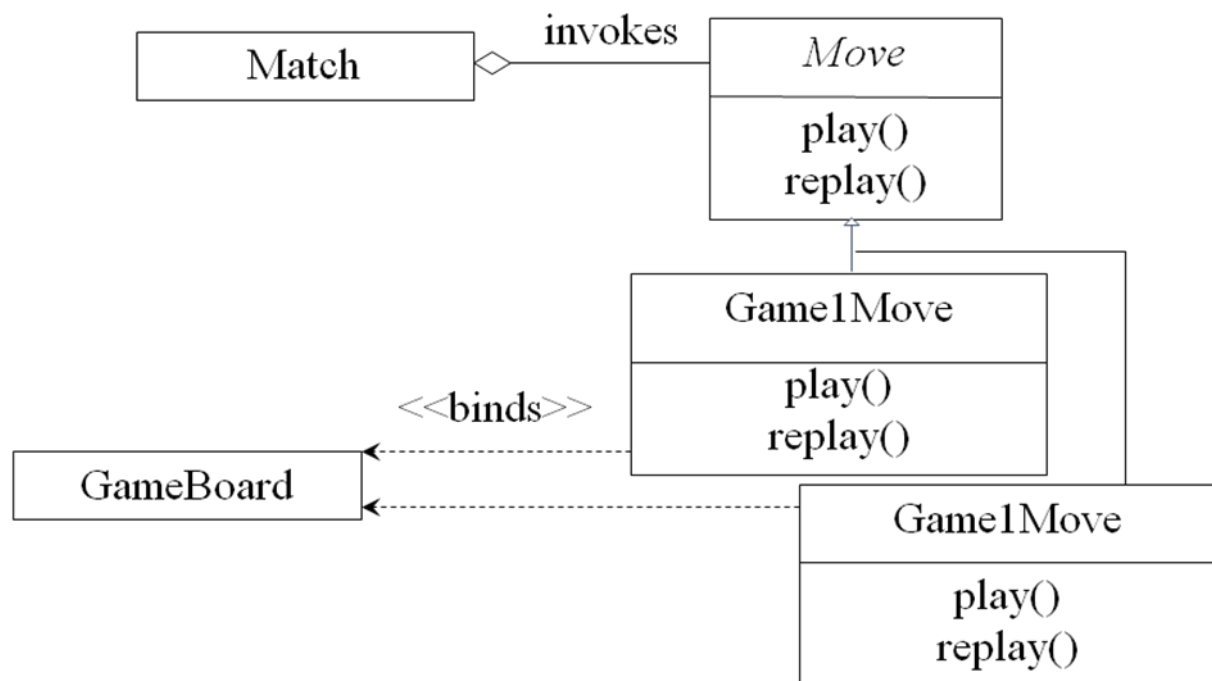 Match
invokes
Move
play()
replay()
Game1Move
play()
replay()
<<binds>>
GameBoard
Game1Move
play()
replay()